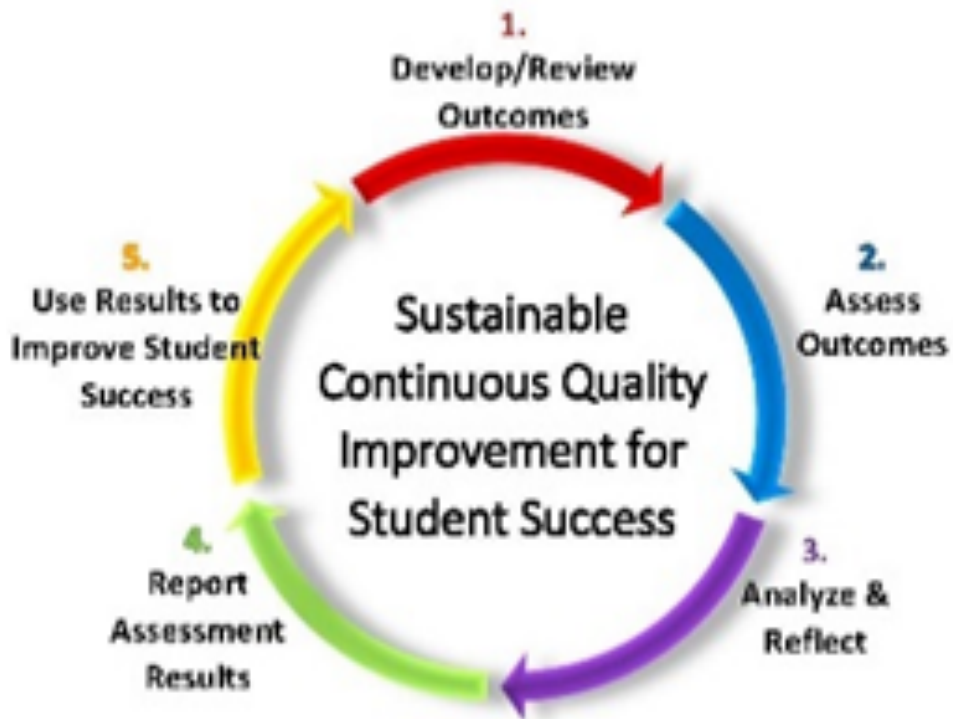 1.
Develop/Review
Outcomes
2.
Assess
Outcomes
3.
Analyze &
Reflect
4.
Report
Assessment
Results
5.
Use Results to
Improve Student
Success
Sustainable
Continuous Quality
Improvement for
Student Success